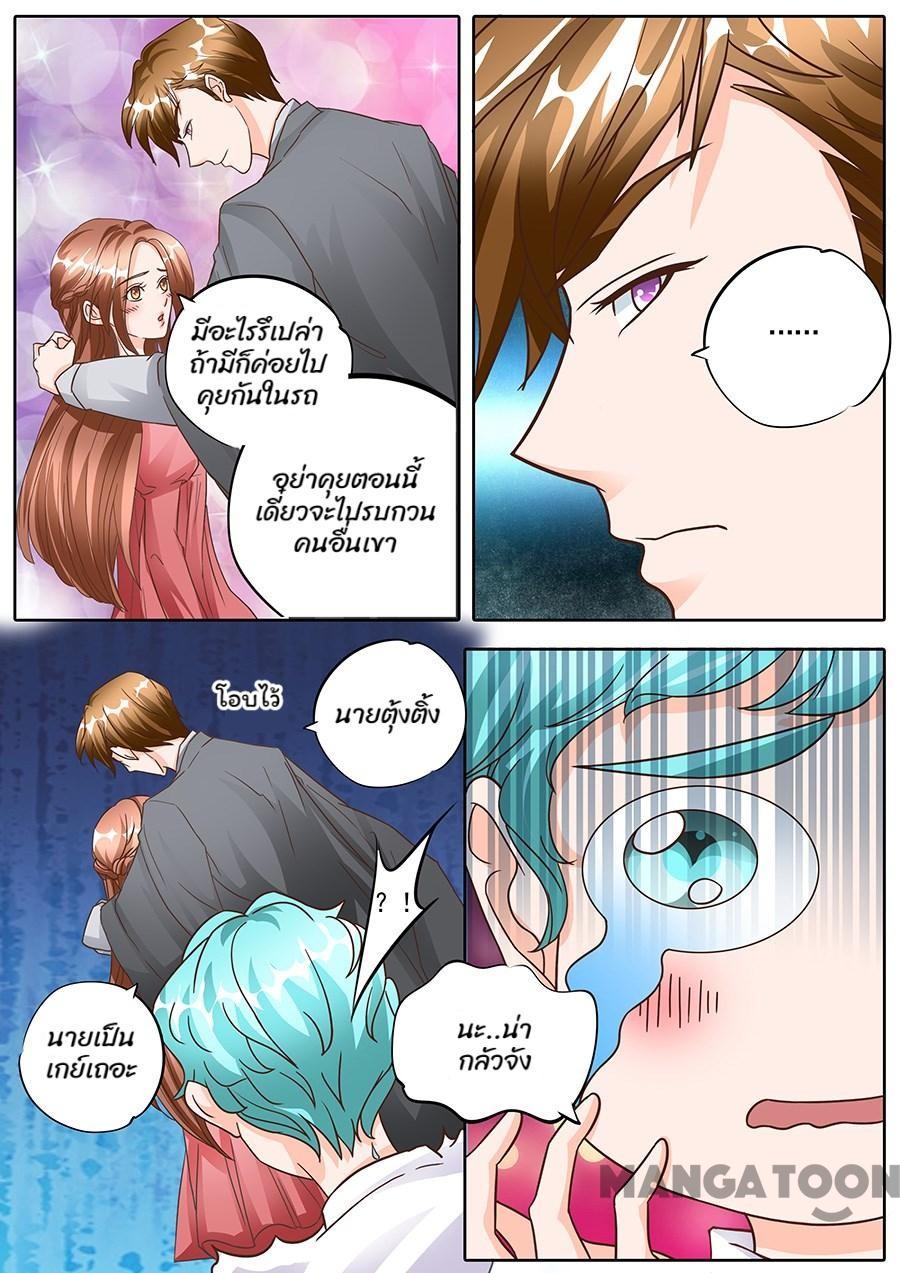 มีอะไรรึเปล่า
ถ้ามีก็ค่อยไป
คุยกันในรถ
อย่าคุยตอนนี้
เดี๋ยวจะไปรบกวน
คนอื่นเขา
......
โอบไว้
นายตุ้งติ้ง
? !
นายเป็น
เกย์เถอะ
นะ..น่า
กลัวจัง
MANGATOON